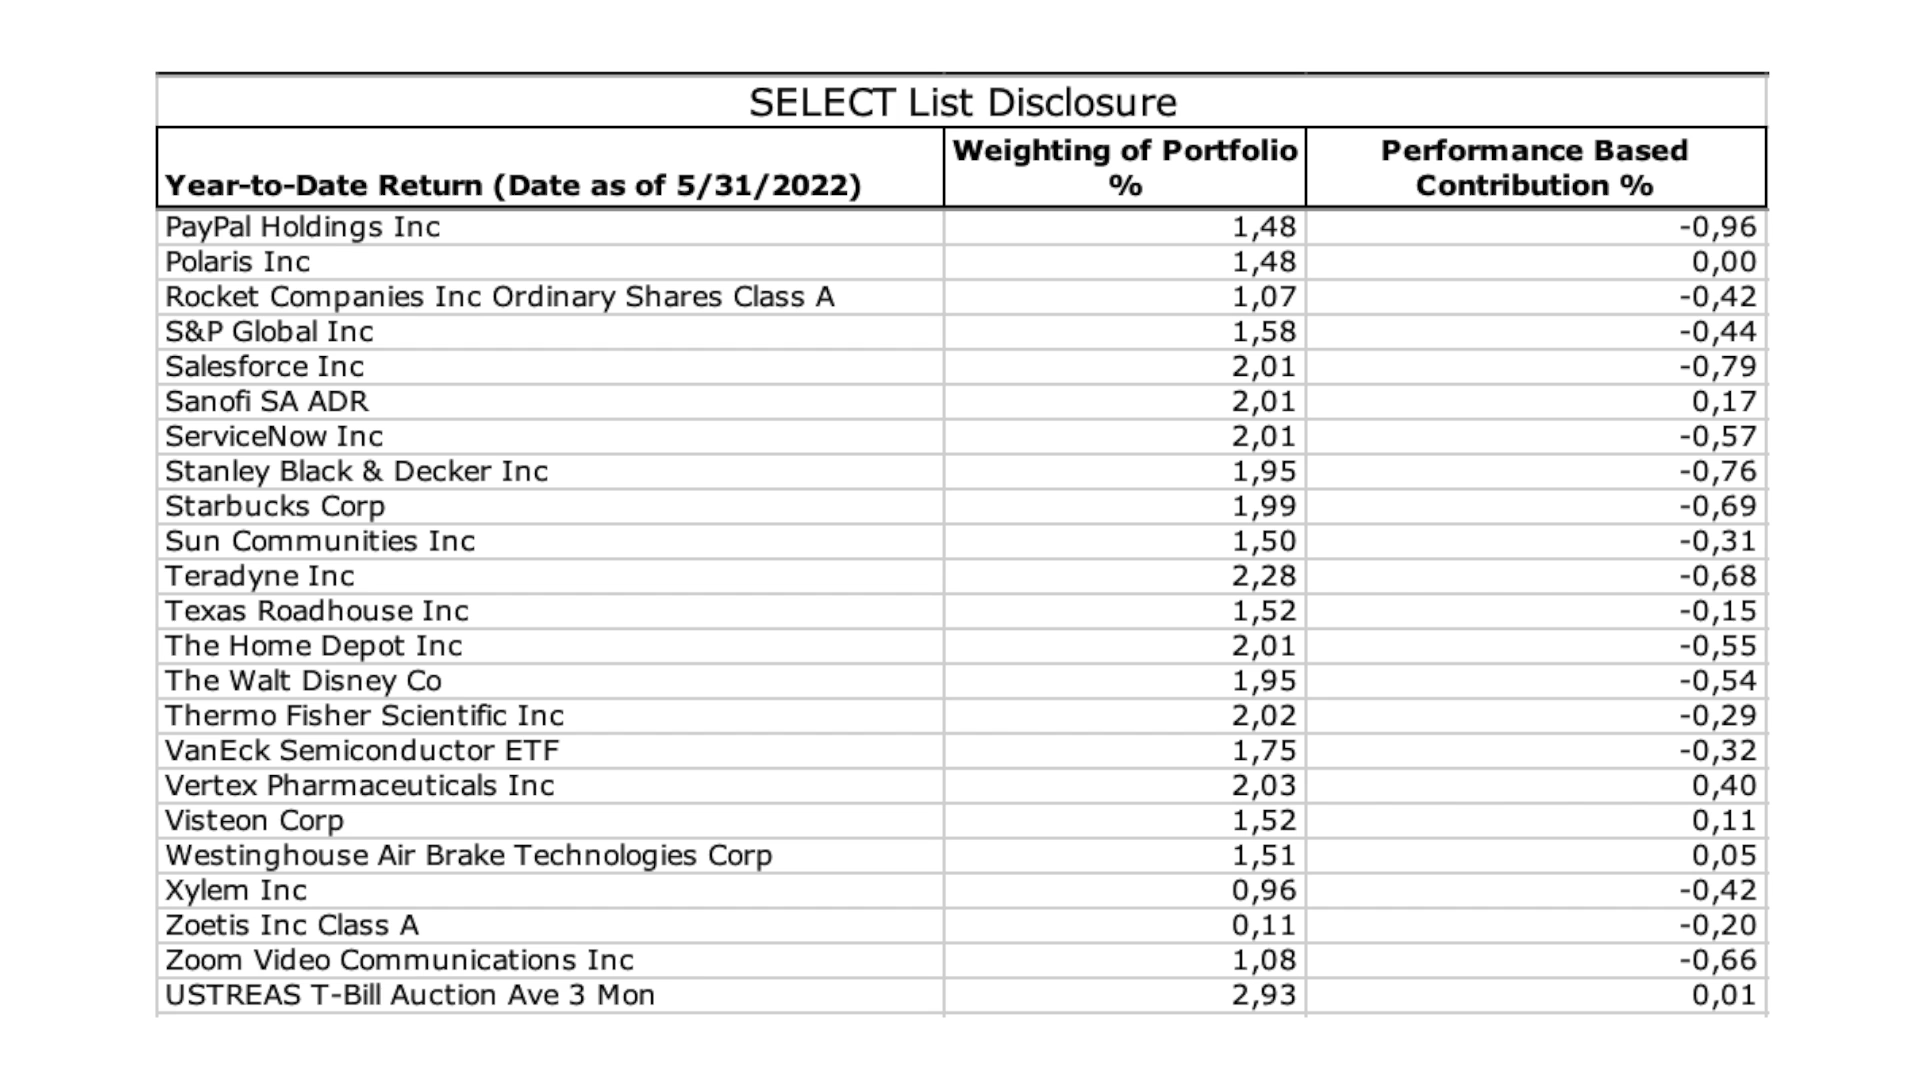 SELECT List Disclosure
Year-to-Date Return (Date as of 5/31/2022) Weighting of Portfolio % Performance Based Contribution %
PayPal Holdings Inc 1,48 -0,96
Polaris Inc 1,48 0,00
Rocket Companies Inc Ordinary Shares Class A 1,07 -0,42
S&P Global Inc 1,58 -0,44
Salesforce Inc 2,01 -0,79
Sanofi SA ADR 2,01 0,17
ServiceNow Inc 2,01 -0,57
Stanley Black & Decker Inc 1,95 -0,76
Starbucks Corp 1,99 -0,69
Sun Communities Inc 1,50 -0,31
Teradyne Inc 2,28 -0,68
Texas Roadhouse Inc 1,52 -0,15
The Home Depot Inc 2,01 -0,55
The Walt Disney Co 1,95 -0,54
Thermo Fisher Scientific Inc 2,02 -0,29
VanEck Semiconductor ETF 1,75 -0,32
Vertex Pharmaceuticals Inc 2,03 0,40
Visteon Corp 1,52 0,11
Westinghouse Air Brake Technologies Corp 1,51 0,05
Xylem Inc 0,96 -0,42
Zoetis Inc Class A 0,11 -0,20
Zoom Video Communications Inc 1,08 -0,66
USTREAS T-Bill Auction Ave 3 Mon 2,93 0,01